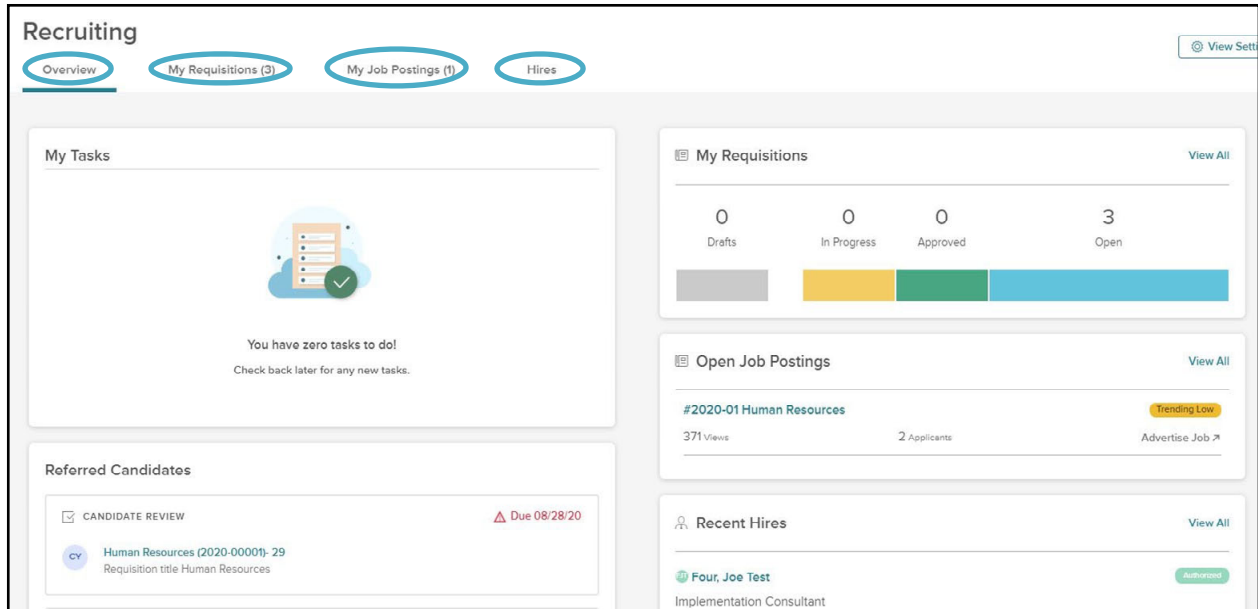 Recruiting
View Setti
Overview
My Requisitions (3)
My Job Postings (1)
Hires
My Tasks
You have zero tasks to do!
Check back later for any new tasks.
Referred Candidates
CANDIDATE REVIEW
Due 08/28/20
CY
Human Resources (2020-00001)- 29
Requisition title Human Resources
My Requisitions
View All
0
0
0
3
Drafts
In Progress
Approved
Open
Open Job Postings
View All
#2020-01 Human Resources
Trending Low
371 Views
2 Applicants
Advertise Job
Recent Hires
View All
Four, Joe Test
Authorized
Implementation Consultant